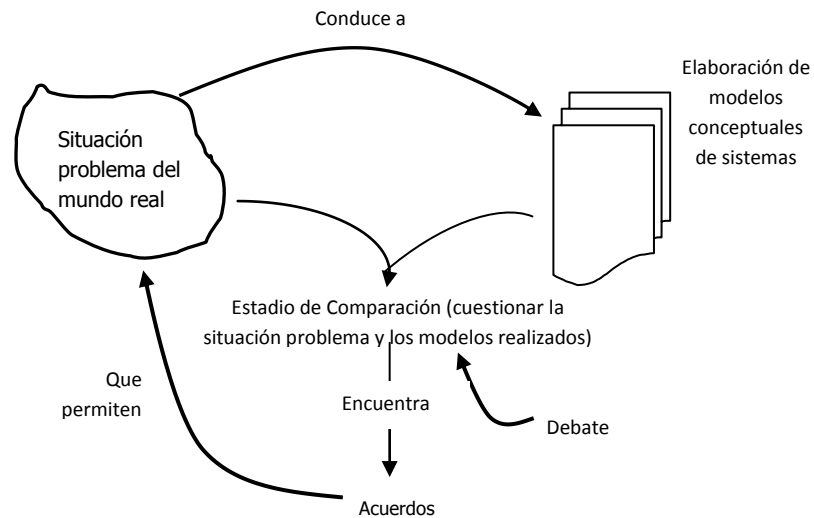 Conduce a
Elaboración de
modelos
conceptuales
de sistemas
Situación
problema del
mundo real
Estadio de Comparación (cuestionar la
situación problema y los modelos realizados)
Que
permiten
Encuentra
Debate
Acuerdos